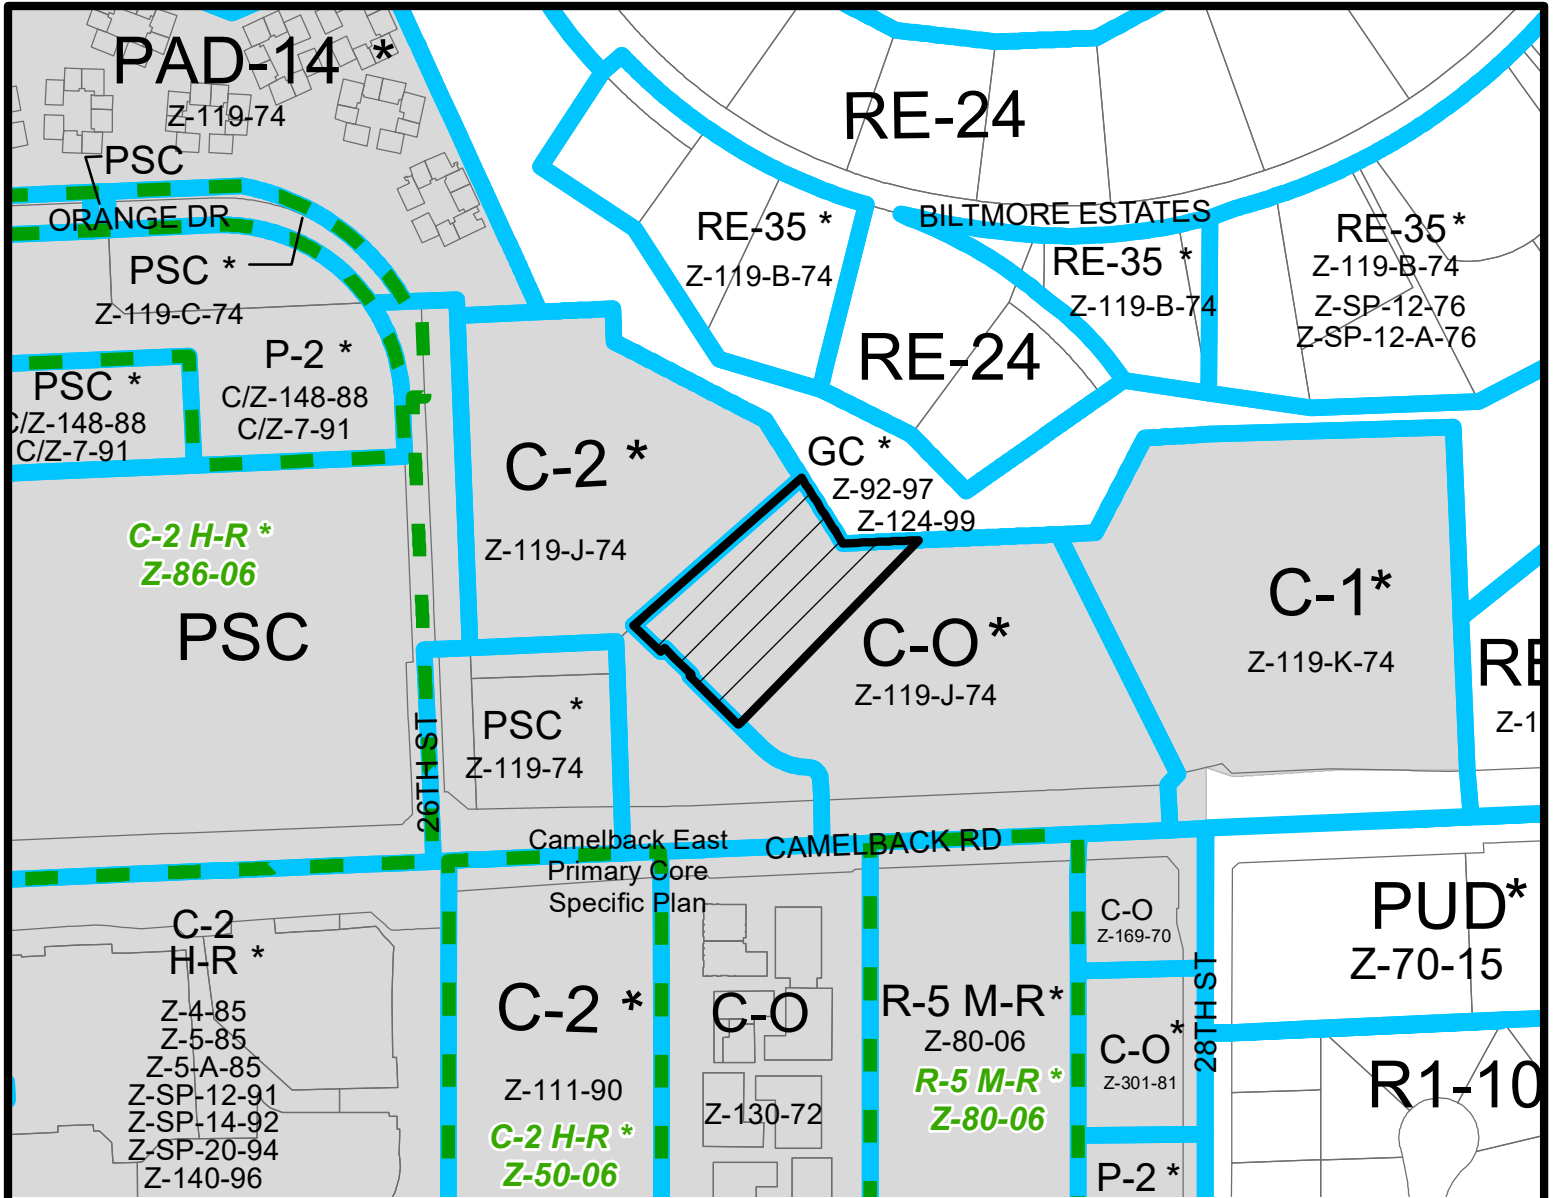 PAD-14 *
Z-119-74
PSC
ORANGE DR
PSC *
Z-119-C-74
P-2 *
C/Z-148-88
C/Z-7-91
PSC *
C/Z-148-88
C/Z-7-91
C-2 H-R *
Z-86-06
PSC
26TH ST
RE-24
BILTMORE ESTATES
RE-35 *
Z-119-B-74
RE-35 *
Z-119-B-74
RE-35 *
Z-119-B-74
Z-SP-12-76
Z-SP-12-A-76
RE-24
GC *
Z-92-97
Z-124-99
C-2 *
Z-119-J-74
C-O *
Z-119-J-74
C-1 *
Z-119-K-74
RE
Z-1
PSC *
Z-119-74
Camelback East
Primary Core
Specific Plan
CAMELBACK RD
C-2
H-R *
Z-4-85
Z-5-85
Z-5-A-85
Z-SP-12-91
Z-SP-14-92
Z-SP-20-94
Z-140-96
C-2 *
Z-111-90
C-2 H-R *
Z-50-06
C-O
Z-130-72
R-5 M-R *
Z-80-06
R-5 M-R *
Z-80-06
C-O
Z-169-70
C-O *
Z-301-81
P-2 *
28TH ST
PUD *
Z-70-15
R1-10